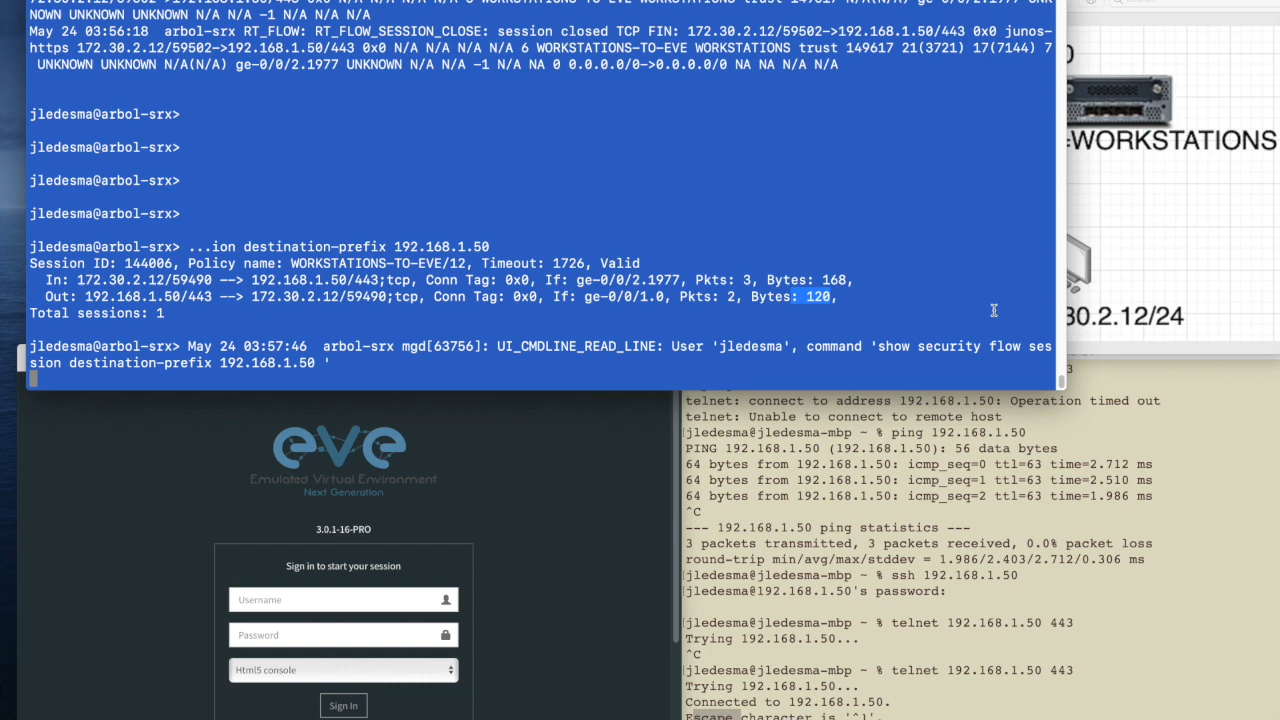 NOWN UNKNOWN UNKNOWN N/A N/A -1 N/A N/A N/A
May 24 03:56:18  arbol-srx RT_FLOW: RT_FLOW_SESSION_CLOSE: session closed TCP FIN: 172.30.2.12/59502->192.168.1.50/443 0x0 junos-
https 172.30.2.12/59502->192.168.1.50/443 0x0 N/A N/A N/A N/A 6 WORKSTATIONS-TO-EVE WORKSTATIONS trust 149617 21(3721) 17(7144) 7
 UNKNOWN UNKNOWN N/A(N/A) ge-0/0/2.1977 UNKNOWN N/A N/A -1 N/A NA 0 0.0.0.0/0->0.0.0.0/0 NA NA N/A N/A
jledesma@arbol-srx>
jledesma@arbol-srx>
jledesma@arbol-srx>
jledesma@arbol-srx>
jledesma@arbol-srx> ...ion destination-prefix 192.168.1.50
Session ID: 144006, Policy name: WORKSTATIONS-TO-EVE/12, Timeout: 1726, Valid
  In: 172.30.2.12/59490 --> 192.168.1.50/443;tcp, Conn Tag: 0x0, If: ge-0/0/2.1977, Pkts: 3, Bytes: 168,
  Out: 192.168.1.50/443 --> 172.30.2.12/59490;tcp, Conn Tag: 0x0, If: ge-0/0/1.0, Pkts: 2, Bytes: 120,
Total sessions: 1
jledesma@arbol-srx> May 24 03:57:46  arbol-srx mgd[63756]: UI_CMDLINE_READ_LINE: User 'jledesma', command 'show security flow ses
sion destination-prefix 192.168.1.50 '
0
=WORKSTATIONS
30.2.12/24
eve
Emulated Virtual Environment
Next Generation
3.0.1-16-PRO
Sign in to start your session
Username
Password
Html5 console
Sign In
3
telnet: connect to address 192.168.1.50: Operation timed out
telnet: Unable to connect to remote host
[jledesma@jledesma-mbp ~ % ping 192.168.1.50
PING 192.168.1.50 (192.168.1.50): 56 data bytes
64 bytes from 192.168.1.50: icmp_seq=0 ttl=63 time=2.712 ms
64 bytes from 192.168.1.50: icmp_seq=1 ttl=63 time=2.510 ms
64 bytes from 192.168.1.50: icmp_seq=2 ttl=63 time=1.986 ms
^C
--- 192.168.1.50 ping statistics ---
3 packets transmitted, 3 packets received, 0.0% packet loss
round-trip min/avg/max/stddev = 1.986/2.403/2.712/0.306 ms
[jledesma@jledesma-mbp ~ % ssh 192.168.1.50
[jledesma@192.168.1.50's password:
[jledesma@jledesma-mbp ~ % telnet 192.168.1.50 443
Trying 192.168.1.50...
^C
[jledesma@jledesma-mbp ~ % telnet 192.168.1.50 443
Trying 192.168.1.50...
Connected to 192.168.1.50.
Escape character is '^]'.